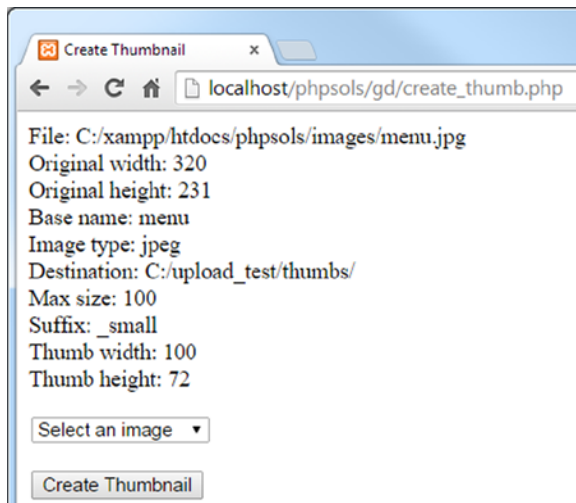 Create Thumbnail
localhost/phpsols/gd/create_thumb.php
File: C:/xampp/htdocs/phpsols/images/menu.jpg
Original width: 320
Original height: 231
Base name: menu
Image type: jpeg
Destination: C:/upload_test/thumbs/
Max size: 100
Suffix: _small
Thumb width: 100
Thumb height: 72
Select an image
Create Thumbnail